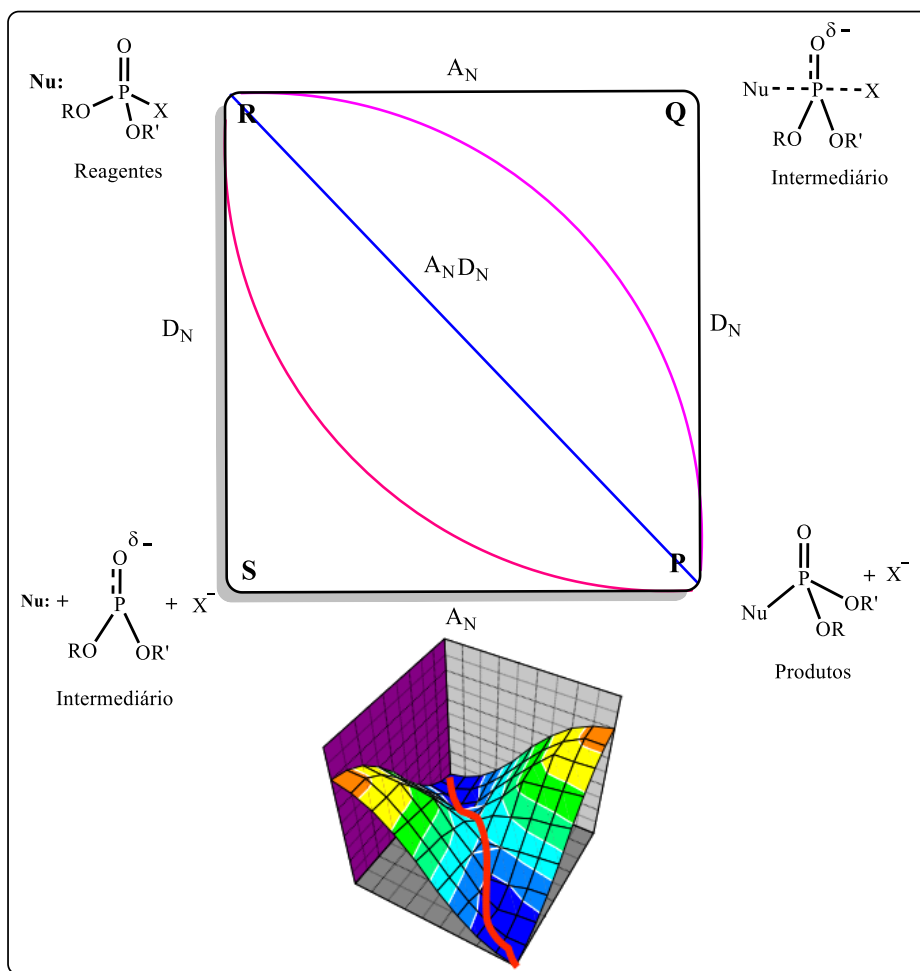 O
Nu:
P
RO
X
OR'
Reagentes
A_N
R
Q
O δ-
Nu
P
X
RO
OR'
Intermediário
A_N D_N
D_N
D_N
O δ-
Nu: +
P
+ X⁻
RO
OR'
Intermediário
S
P
A_N
O
P
+ X⁻
Nu
OR'
OR
Produtos